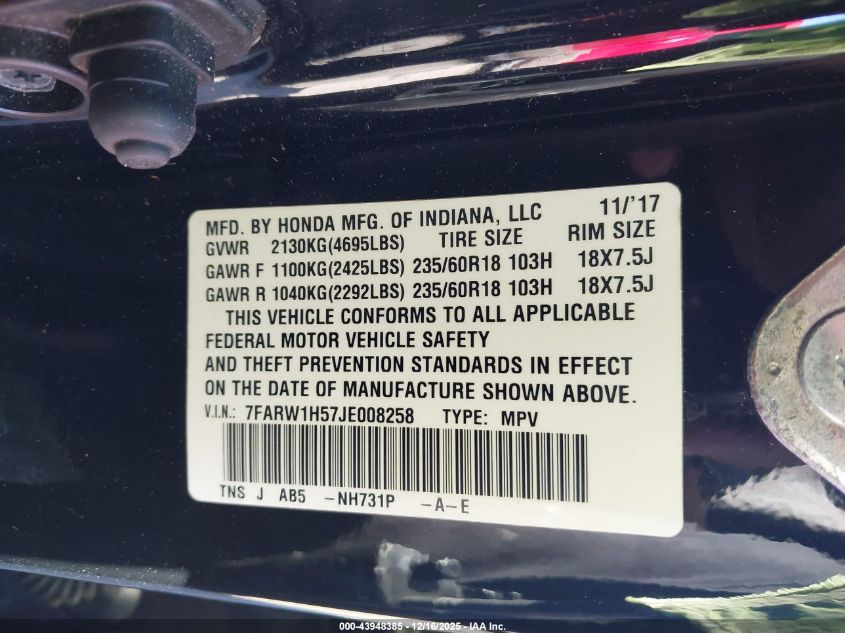 MFD. BY HONDA MFG. OF INDIANA, LLC 11/'17
GVWR 2130KG(4695LBS) TIRE SIZE RIM SIZE
GAWR F 1100KG(2425LBS) 235/60R18 103H 18X7.5J
GAWR R 1040KG(2292LBS) 235/60R18 103H 18X7.5J
THIS VEHICLE CONFORMS TO ALL APPLICABLE
FEDERAL MOTOR VEHICLE SAFETY
AND THEFT PREVENTION STANDARDS IN EFFECT
ON THE DATE OF MANUFACTURE SHOWN ABOVE.
V.I.N.: 7FARW1H57JE008258 TYPE: MPV
TNS J AB5 -NH731P -A-E
000-43948385 - 12/16/2025 - IAA Inc.